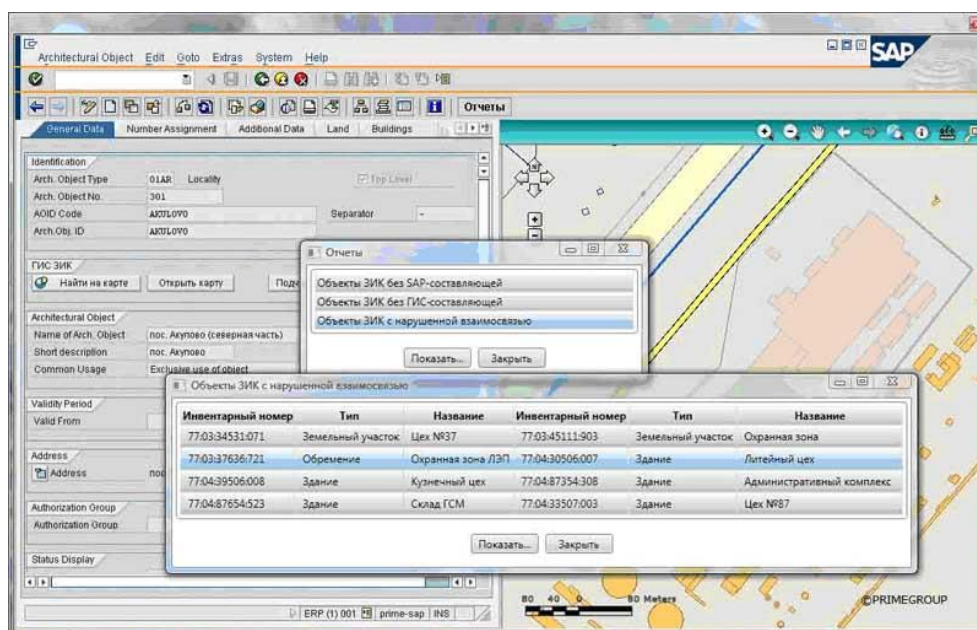 Architectural Object Edit Goto Extras System Help
SAP
Отчеты
General Data Number Assignment Additional Data Land Buildings
Identification
Arch. Object Type 01AR Locality Top Level
Arch. Object No. 301
AOID Code AKULOVO Separator -
Arch.Obj. ID AKULOVO
ГИС ЗИК
Найти на карте Открыть карту
Architectural Object
Name of Arch. Object пос. Акулово (северная часть)
Short description пос. Акулово
Common Usage Exclusive use of object
Validity Period
Valid From
Address
Address
Authorization Group
Authorization Group
Status Display
Отчеты
Объекты ЗИК без SAP-составляющей
Объекты ЗИК без ГИС-составляющей
Объекты ЗИК с нарушенной взаимосвязью
Показать... Закрыть
Объекты ЗИК с нарушенной взаимосвязью
Инвентарный номер Тип Название Инвентарный номер Тип Название
77:03:34531:071 Земельный участок Цех №37 77:03:45111:903 Земельный участок Охранная зона
77:03:37636:721 Обремение Охранная зона ЛЭП 77:04:30506:007 Здание Литейный цех
77:04:39506:008 Здание Кузнечный цех 77:04:87354:308 Здание Административный комплекс
77:04:87654:523 Здание Склад ГСМ 77:04:33507:003 Здание Цех №87
Показать... Закрыть
ERP (1) 001 prime-sap INS
80 40 0 80 Meters
©PRIMEGROUP